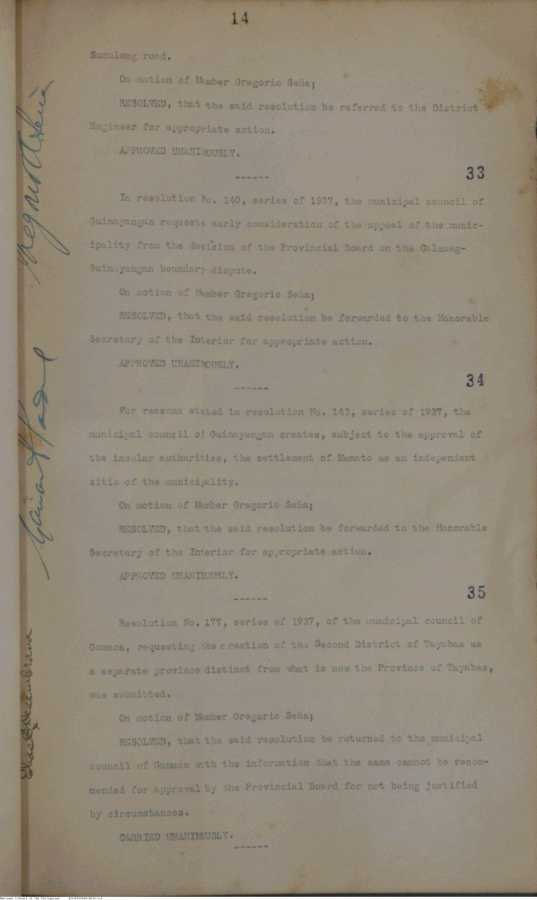 14
Sumulong road.
On motion of Member Gregorio Seña;
RESOLVED, that the said resolution be referred to the District
Engineer for appropriate action.
APPROVED UNANIMOUSLY.
------
33
In resolution No. 140, series of 1937, the municipal council of
Guinayangan requests early consideration of the appeal of the munic-
ipality from the decision of the Provincial Board on the Calauag-
Guinayangan boundary dispute.
On motion of Member Gregorio Seña;
RESOLVED, that the said resolution be forwarded to the Honorable
Secretary of the Interior for appropriate action.
APPROVED UNANIMOUSLY.
------
34
For reasons stated in resolution No. 143, series of 1937, the
municipal council of Guinayangan creates, subject to the approval of
the insular authorities, the settlement of as an independent
sitio of the municipality.
On motion of Member Gregorio Seña;
RESOLVED, that the said resolution be forwarded to the Honorable
Secretary of the Interior for appropriate action.
APPROVED UNANIMOUSLY.
------
35
Resolution No. 177, series of 1937, of the municipal council of
Gumaca, requesting the creation of the Second District of Tayabas as
a separate province distinct from what is now the Province of Tayabas,
was submitted.
On motion of Member Gregorio Seña;
RESOLVED, that the said resolution be returned to the municipal
council of Gumaca with the information that the same cannot be recom-
mended for approval by the Provincial Board for not being justified
by circumstances.
CARRIED UNANIMOUSLY.
------